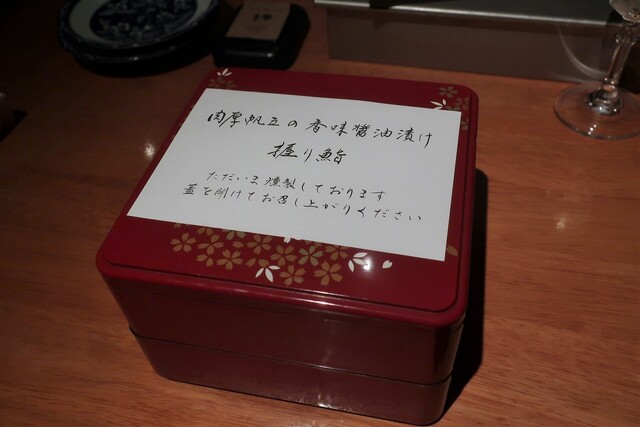 肉厚帆立の香味醤油漬け
握り鮨
ただいま燻製しております
蓋を開けてお召し上がりください